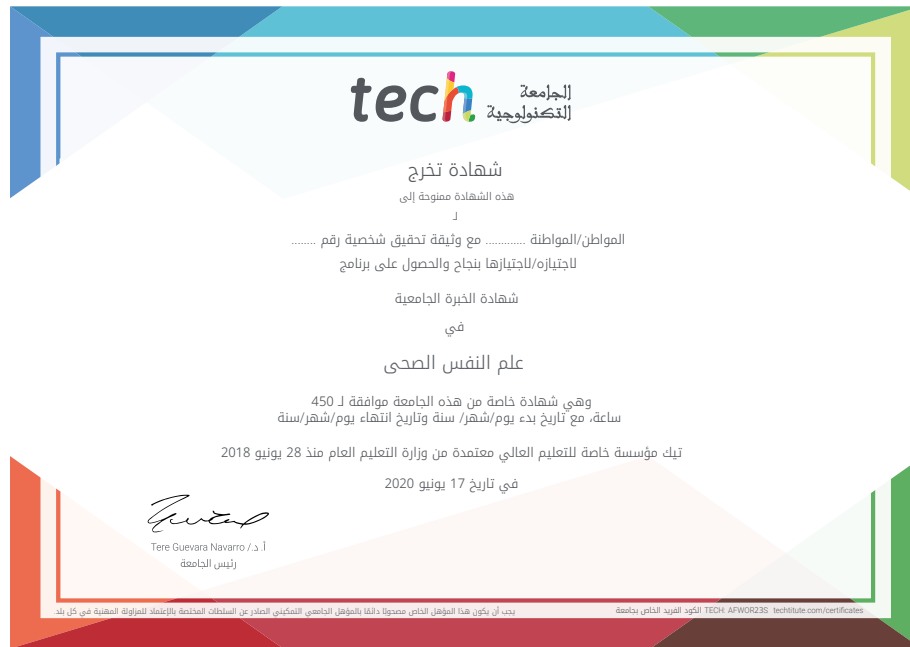 tech الجامعة
التكنولوجية
شهادة تخرج
هذه الشهادة ممنوحة إلى
لـ
المواطن/المواطنة ............ مع وثيقة تحقيق شخصية رقم ........
لاجتيازه/لاجتيازها بنجاح والحصول على برنامج
شهادة الخبرة الجامعية
في
علم النفس الصحى
وهي شهادة خاصة من هذه الجامعة موافقة لـ 450
ساعة، مع تاريخ بدء يوم/شهر/ سنة وتاريخ انتهاء يوم/شهر/سنة
تيك مؤسسة خاصة للتعليم العالي معتمدة من وزارة التعليم العام منذ 28 يونيو 2018
في تاريخ 17 يونيو 2020
أ.د./ Tere Guevara Navarro
رئيس الجامعة
يجب أن يكون هذا المؤهل الخاص مصحوبًا دائمًا بالمؤهل الجامعي التمكيني الصادر عن السلطات المختصة بالإعتماد للمزاولة المهنية في كل بلد.
الكود الفريد الخاص بجامعة TECH: AFWOR23S techtitute.com/certificates